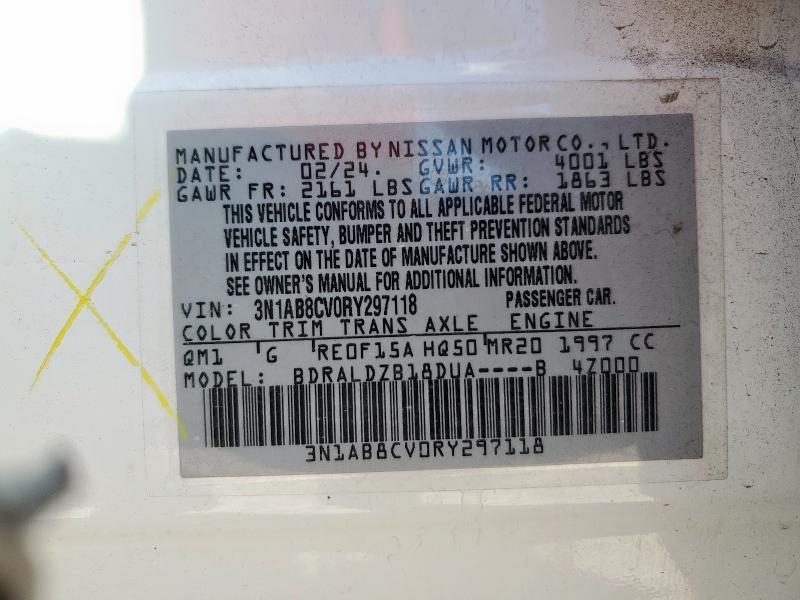 MANUFACTURED BY NISSAN MOTOR CO., LTD.
DATE: 02/24. GVWR: 4001 LBS
GAWR FR: 2161 LBS GAWR RR: 1863 LBS
THIS VEHICLE CONFORMS TO ALL APPLICABLE FEDERAL MOTOR
VEHICLE SAFETY, BUMPER AND THEFT PREVENTION STANDARDS
IN EFFECT ON THE DATE OF MANUFACTURE SHOWN ABOVE.
SEE OWNER'S MANUAL FOR ADDITIONAL INFORMATION.
VIN: 3N1AB8CV0RY297118 PASSENGER CAR.
COLOR TRIM TRANS AXLE ENGINE
QM1 G RE0F15A HQ50 MR20 1997 CC
MODEL: BDRALDZB18DUA----B 4Z000
3N1AB8CV0RY297118